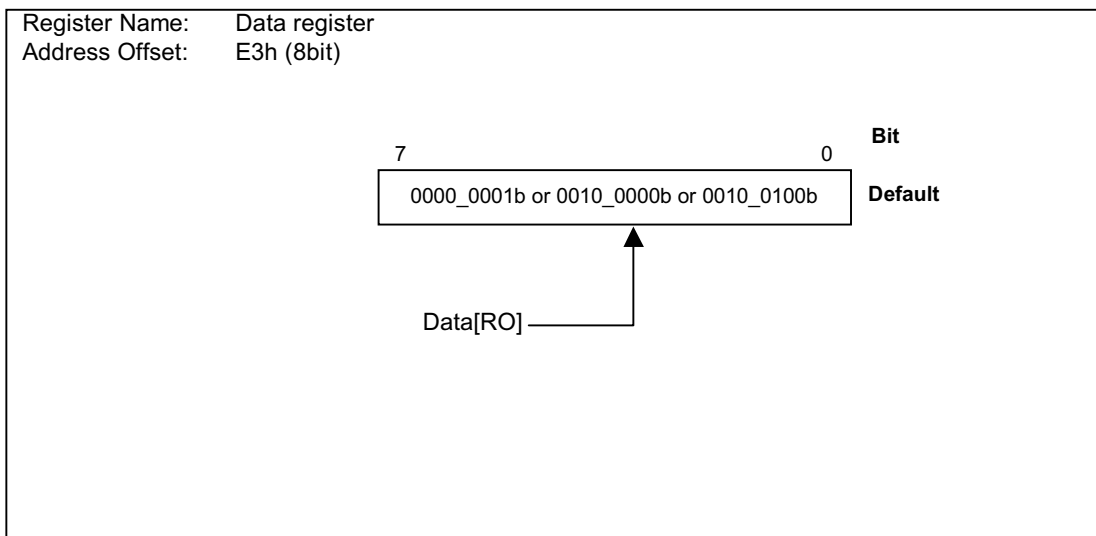 Register Name: Data register
Address Offset: E3h (8bit)
Bit
7 0
0000_0001b or 0010_0000b or 0010_0100b Default
Data[RO]